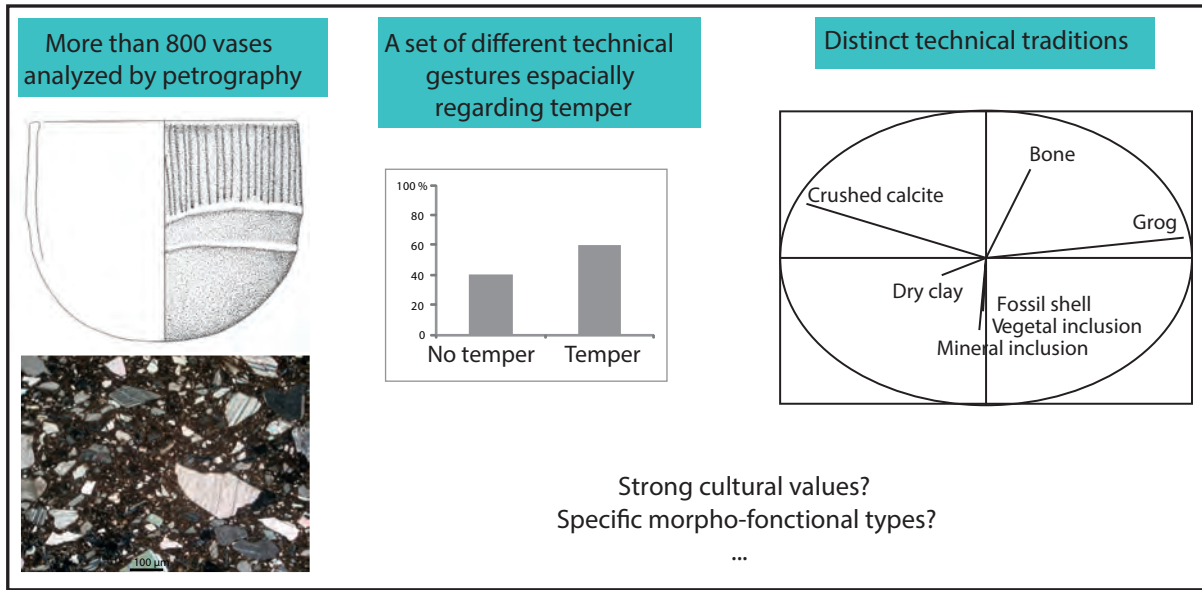 More than 800 vases
analyzed by petrography
100 µm
A set of different technical
gestures espacially
regarding temper
100 %
80
60
40
20
0
No temper
Temper
Distinct technical traditions
Bone
Crushed calcite
Grog
Dry clay
Fossil shell
Vegetal inclusion
Mineral inclusion
Strong cultural values?
Specific morpho-fonctional types?
...